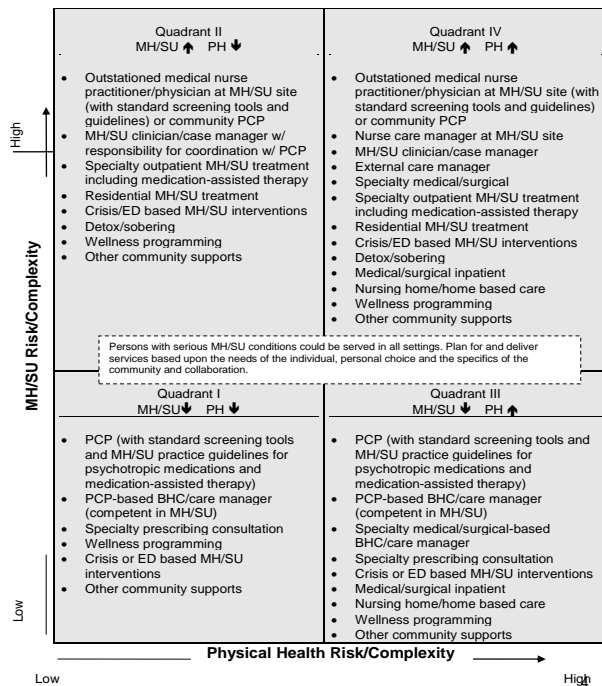 Quadrant II
MH/SU ↑ PH ↓
• Outstationed medical nurse
practitioner/physician at MH/SU site
(with standard screening tools and
guidelines) or community PCP
• MH/SU clinician/case manager w/
responsibility for coordination w/ PCP
• Specialty outpatient MH/SU treatment
including medication-assisted therapy
• Residential MH/SU treatment
• Crisis/ED based MH/SU interventions
• Detox/sobering
• Wellness programming
• Other community supports
Quadrant IV
MH/SU ↑ PH ↑
• Outstationed medical nurse
practitioner/physician at MH/SU site (with
standard screening tools and guidelines)
or community PCP
• Nurse care manager at MH/SU site
• MH/SU clinician/case manager
• External care manager
• Specialty medical/surgical
• Specialty outpatient MH/SU treatment
including medication-assisted therapy
• Residential MH/SU treatment
• Crisis/ED based MH/SU interventions
• Detox/sobering
• Medical/surgical inpatient
• Nursing home/home based care
• Wellness programming
• Other community supports
Persons with serious MH/SU conditions could be served in all settings. Plan for and deliver
services based upon the needs of the individual, personal choice and the specifics of the
community and collaboration.
Quadrant I
MH/SU↓ PH ↓
• PCP (with standard screening tools
and MH/SU practice guidelines for
psychotropic medications and
medication-assisted therapy)
• PCP-based BHC/care manager
(competent in MH/SU)
• Specialty prescribing consultation
• Wellness programming
• Crisis or ED based MH/SU
interventions
• Other community supports
Quadrant III
MH/SU ↓ PH ↑
• PCP (with standard screening tools and
MH/SU practice guidelines for
psychotropic medications and
medication-assisted therapy)
• PCP-based BHC/care manager
(competent in MH/SU)
• Specialty medical/surgical-based
BHC/care manager
• Specialty prescribing consultation
• Crisis or ED based MH/SU interventions
• Medical/surgical inpatient
• Nursing home/home based care
• Wellness programming
• Other community supports
High
MH/SU Risk/Complexity
Low
Physical Health Risk/Complexity
Low
High
4